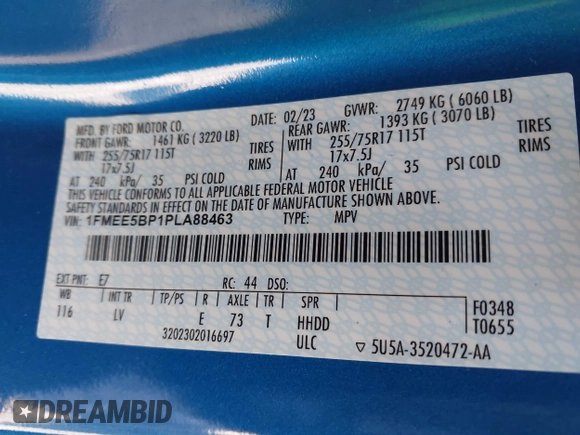 MFD. BY FORD MOTOR CO.
DATE: 02/23 GVWR: 2749 KG ( 6060 LB)
FRONT GAWR: 1461 KG ( 3220 LB) REAR GAWR: 1393 KG ( 3070 LB)
WITH 255/75R17 115T TIRES WITH 255/75R17 115T TIRES
17x7.5J RIMS 17x7.5J RIMS
AT 240 kPa/ 35 PSI COLD AT 240 kPa/ 35 PSI COLD
THIS VEHICLE CONFORMS TO ALL APPLICABLE FEDERAL MOTOR VEHICLE
SAFETY STANDARDS IN EFFECT ON THE DATE OF MANUFACTURE SHOWN ABOVE.
VIN: 1FMEE5BP1PLA88463 TYPE: MPV
EXT PNT: E7 RC: 44 DSO:
WB INT TR TP/PS R AXLE TR SPR
116 LV E 73 T HHDD
F0348
T0655
3202302016697 ULC ▽ 5U5A-3520472-AA
DREAMBID